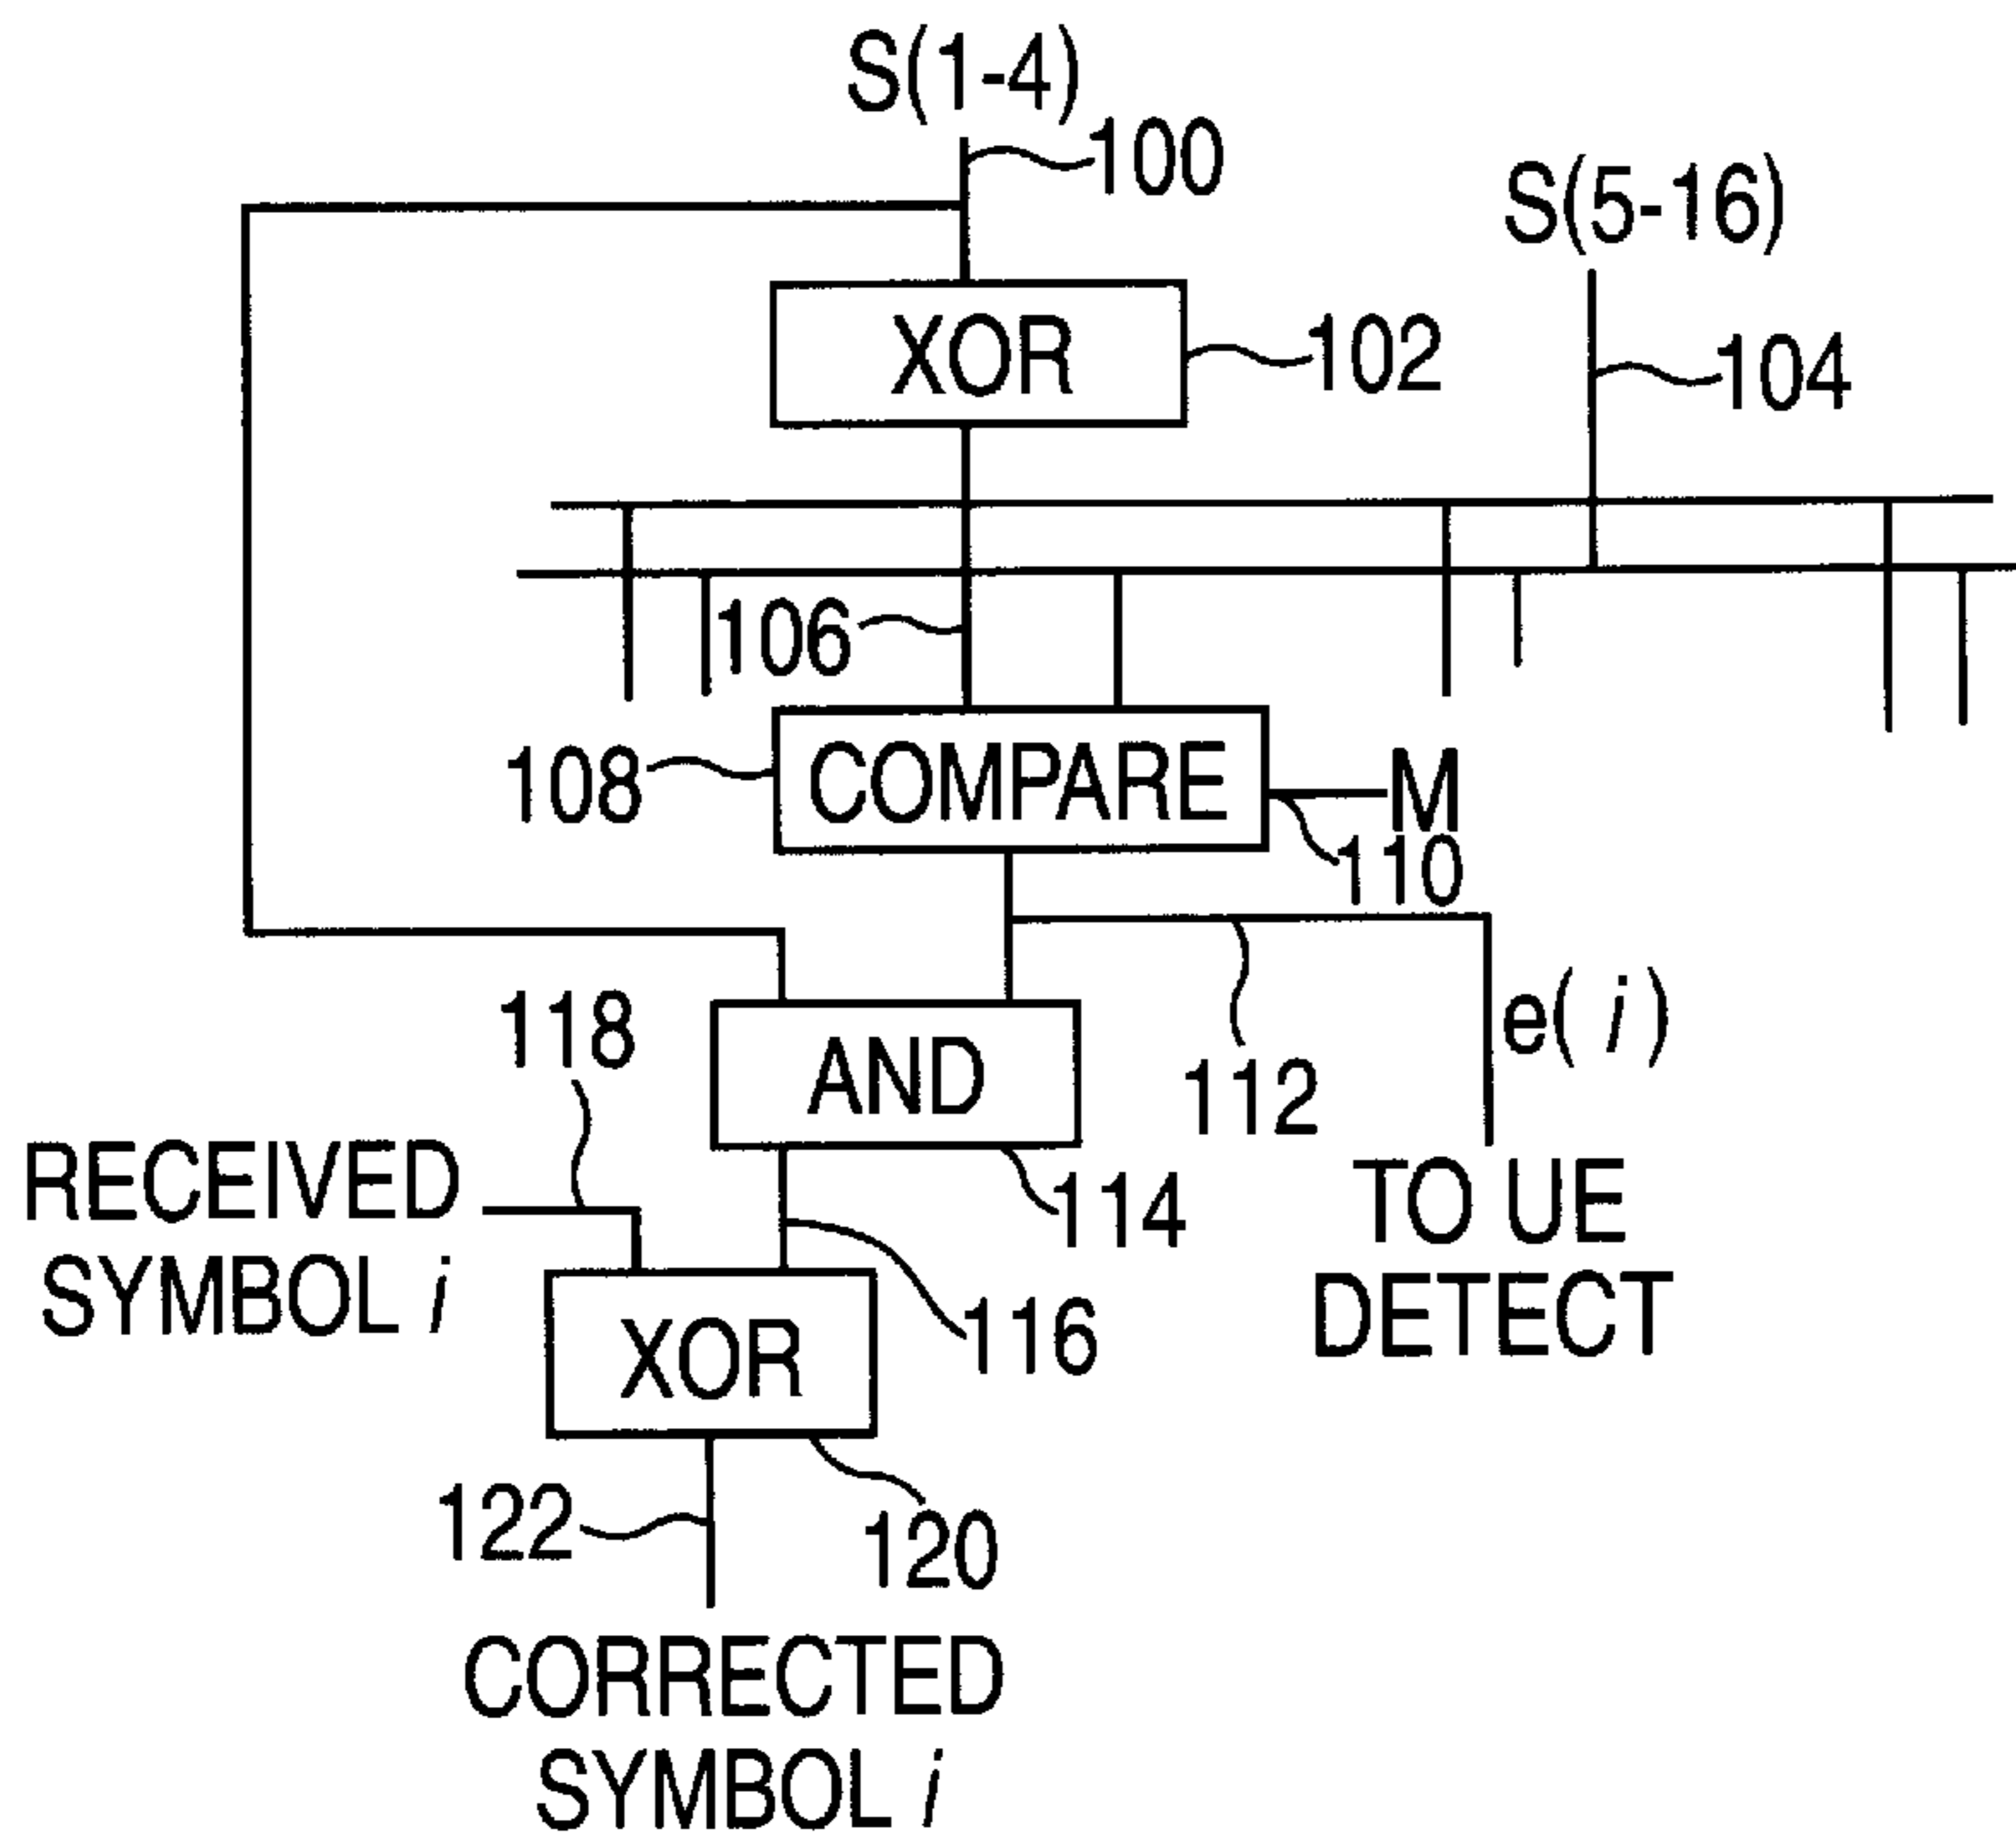 S(1-4)
100
S(5-16)
XOR
102
104
106
108
COMPARE
M
110
118
AND
e( i )
112
RECEIVED
SYMBOL i
114
TO UE
DETECT
XOR
116
122
120
CORRECTED
SYMBOL i